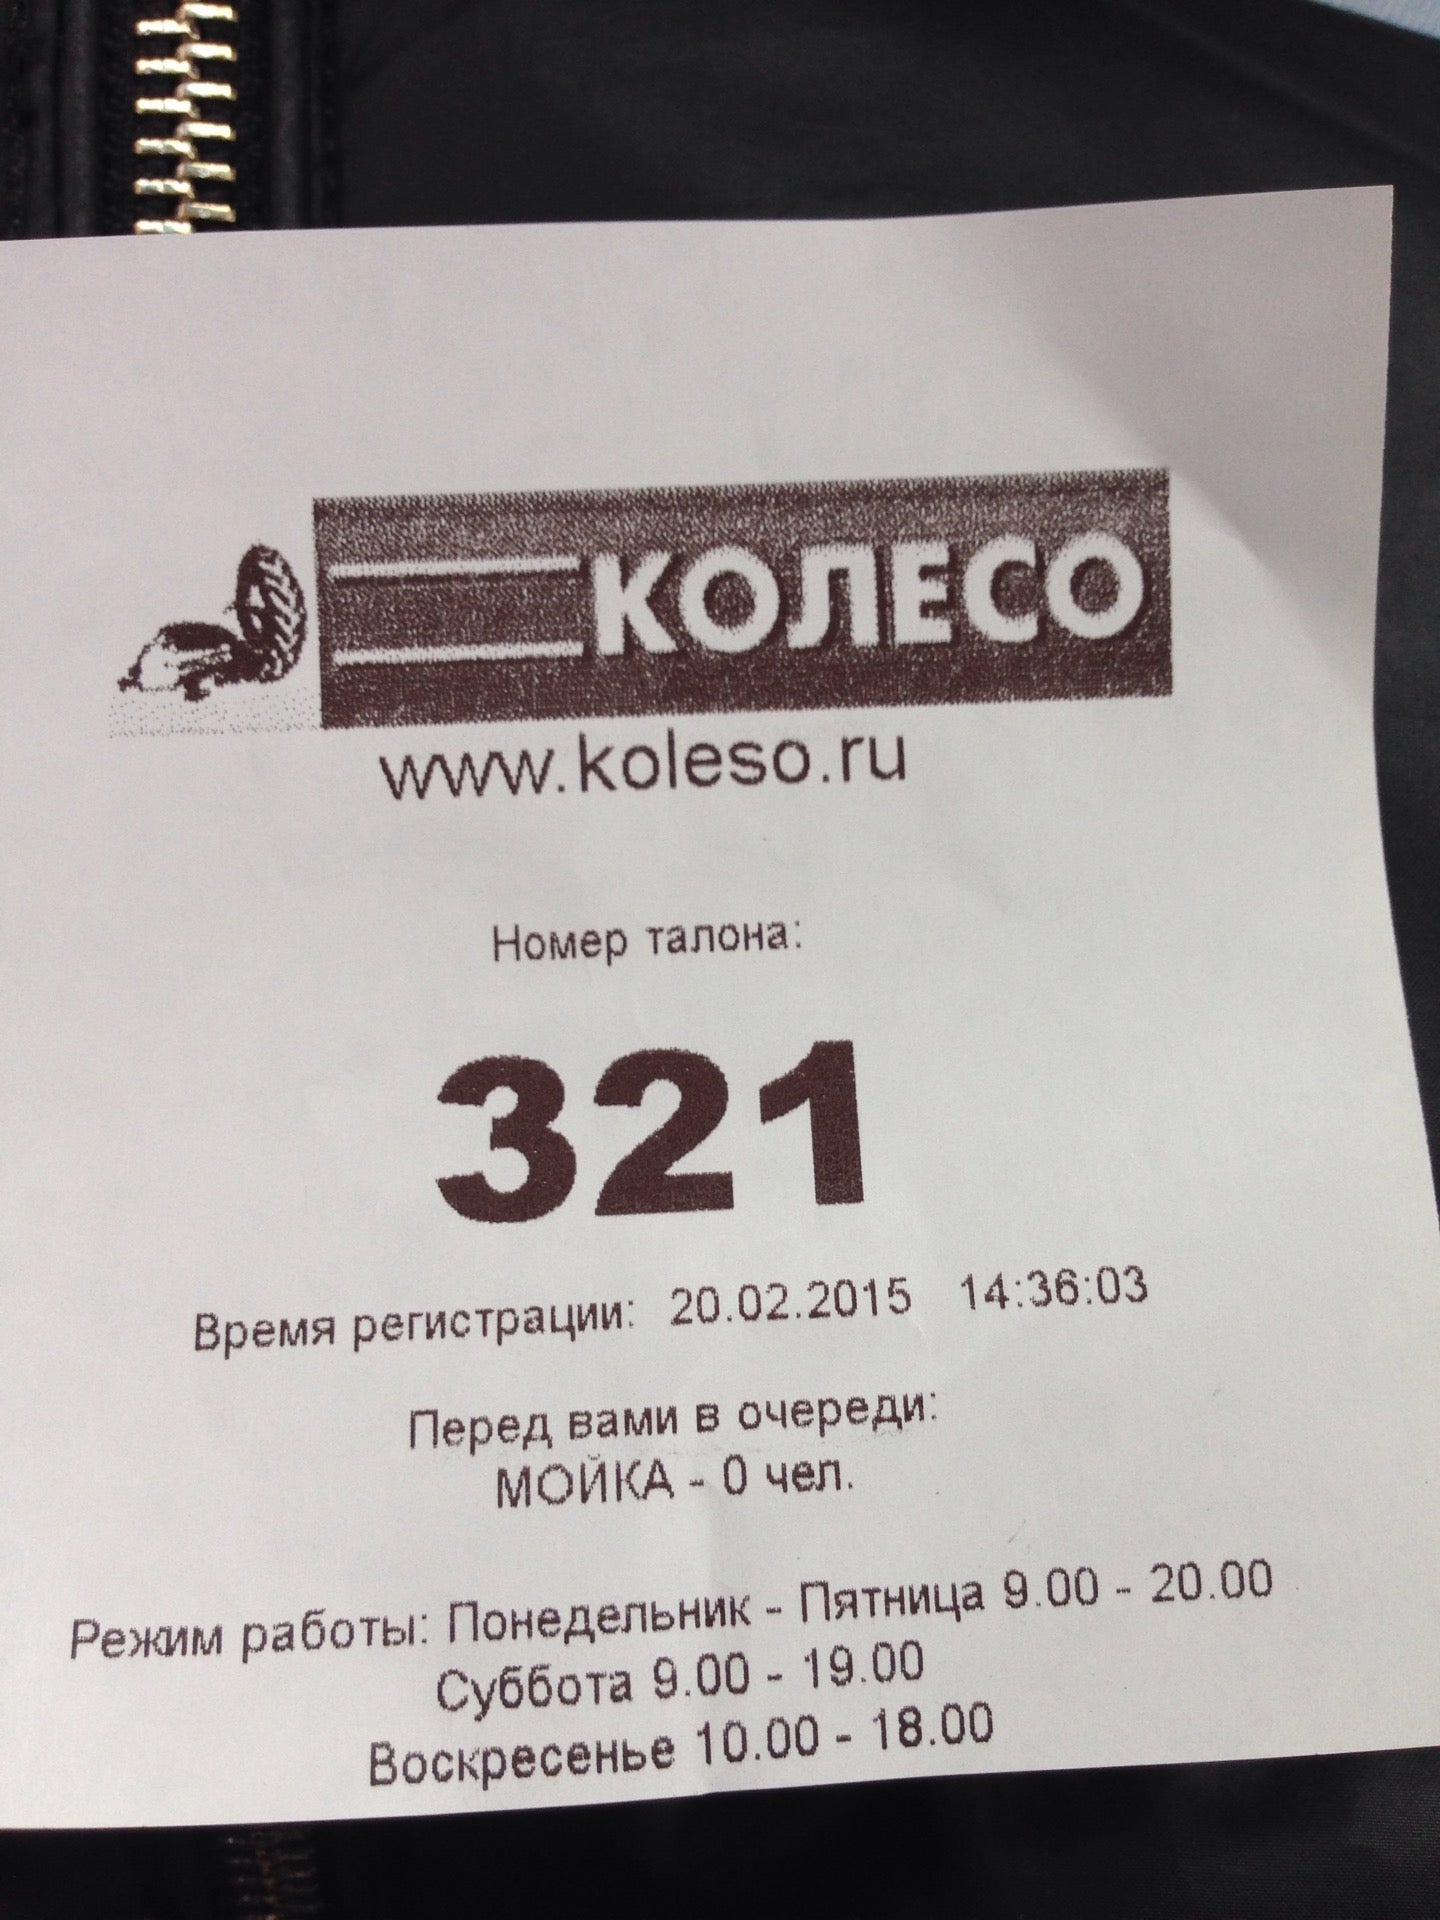 КОЛЕСО
www.koleso.ru
Номер талона:
321
Время регистрации: 20.02.2015 14:36:03
Перед вами в очереди:
МОЙКА - 0 чел.
Режим работы: Понедельник - Пятница 9.00 - 20.00
Суббота 9.00 - 19.00
Воскресенье 10.00 - 18.00